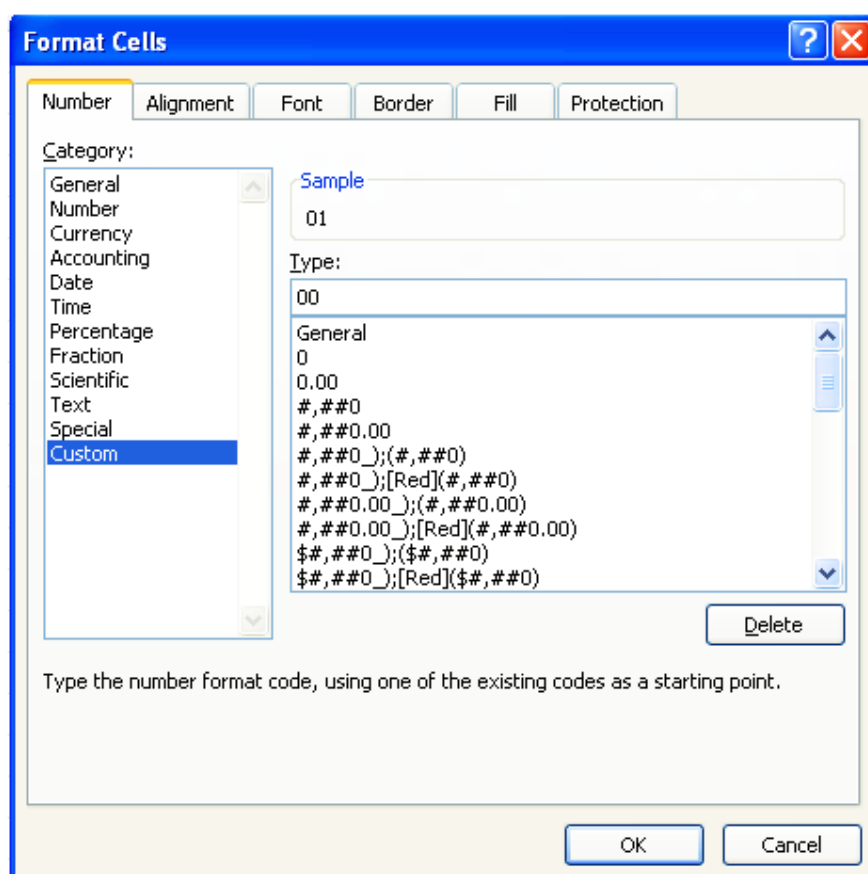 Format Cells
Number Alignment Font Border Fill Protection
Category:
General
Number
Currency
Accounting
Date
Time
Percentage
Fraction
Scientific
Text
Special
Custom
Sample
01
Type:
00
General
0
0.00
#,##0
#,##0.00
#,##0_);(#,##0)
#,##0_);[Red](#,##0)
#,##0.00_);(#,##0.00)
#,##0.00_);[Red](#,##0.00)
$#,##0_);($#,##0)
$#,##0_);[Red]($#,##0)
Delete
Type the number format code, using one of the existing codes as a starting point.
OK Cancel